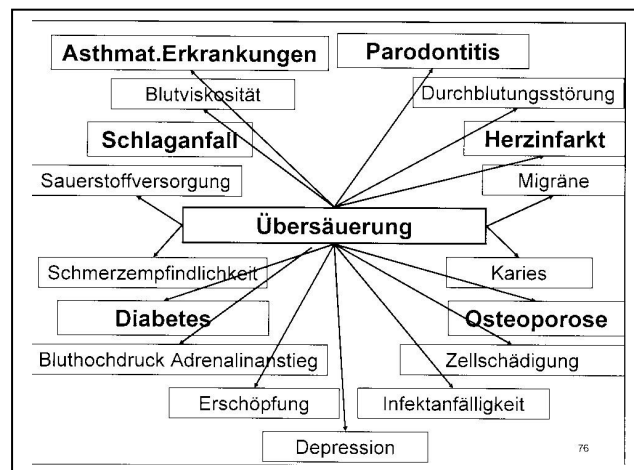 Asthmat.Erkrankungen
Parodontitis
Blutviskosität
Durchblutungsstörung
Schlaganfall
Herzinfarkt
Sauerstoffversorgung
Migräne
Übersäuerung
Schmerzempfindlichkeit
Karies
Diabetes
Osteoporose
Bluthochdruck Adrenalinanstieg
Zellschädigung
Erschöpfung
Infektanfälligkeit
Depression
76